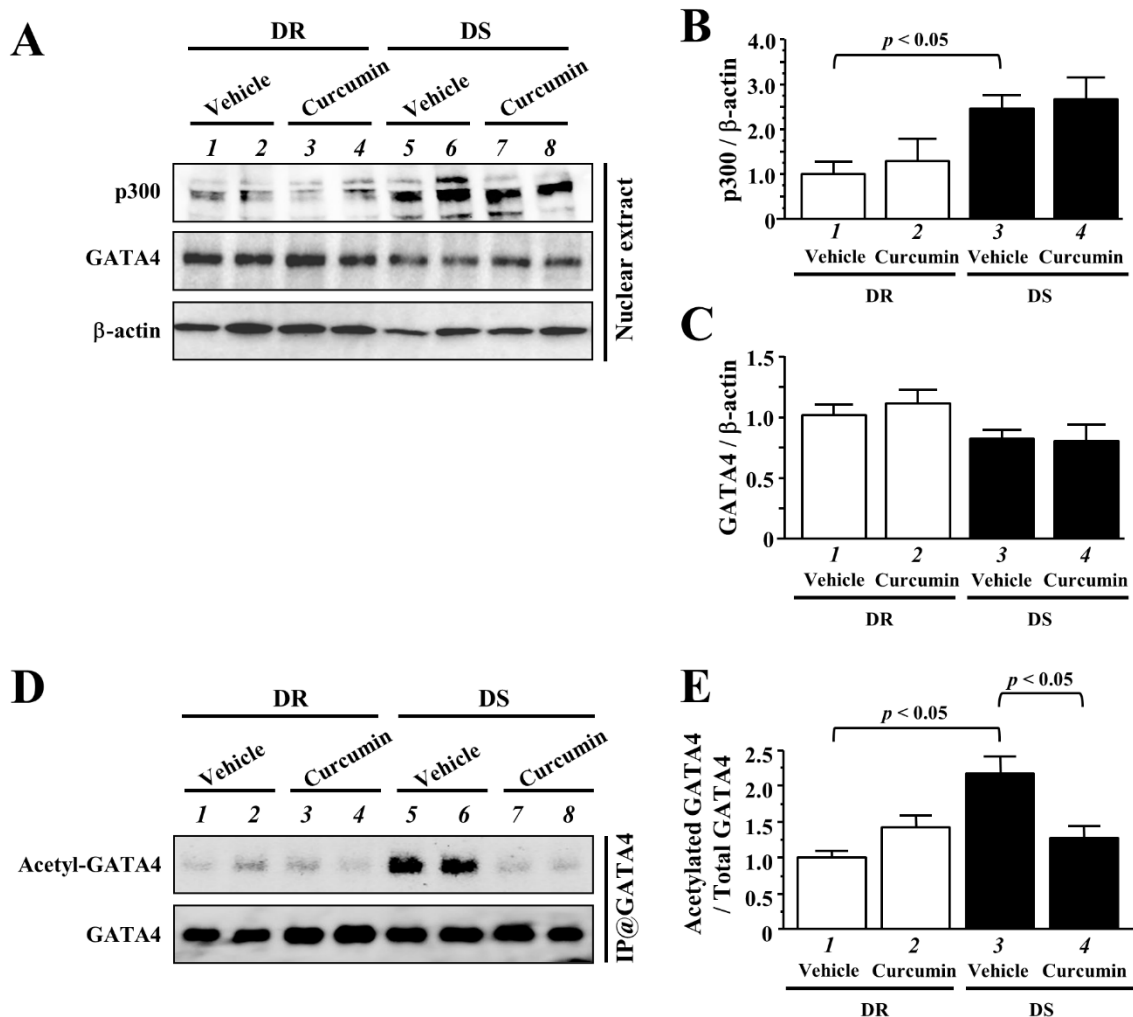 A
DR DS
Vehicle Curcumin Vehicle Curcumin
1 2 3 4 5 6 7 8
p300
GATA4
β-actin
Nuclear extract
B
p < 0.05
p300 / β-actin
4.0
3.0
2.0
1.0
0
1 2 3 4
Vehicle Curcumin Vehicle Curcumin
DR DS
C
GATA4 / β-actin
1.5
1.0
0.5
0
1 2 3 4
Vehicle Curcumin Vehicle Curcumin
DR DS
D
DR DS
Vehicle Curcumin Vehicle Curcumin
1 2 3 4 5 6 7 8
Acetyl-GATA4
GATA4
IP@GATA4
E
p < 0.05
p < 0.05
Acetylated GATA4
/ Total GATA4
2.5
2.0
1.5
1.0
0.5
0
1 2 3 4
Vehicle Curcumin Vehicle Curcumin
DR DS